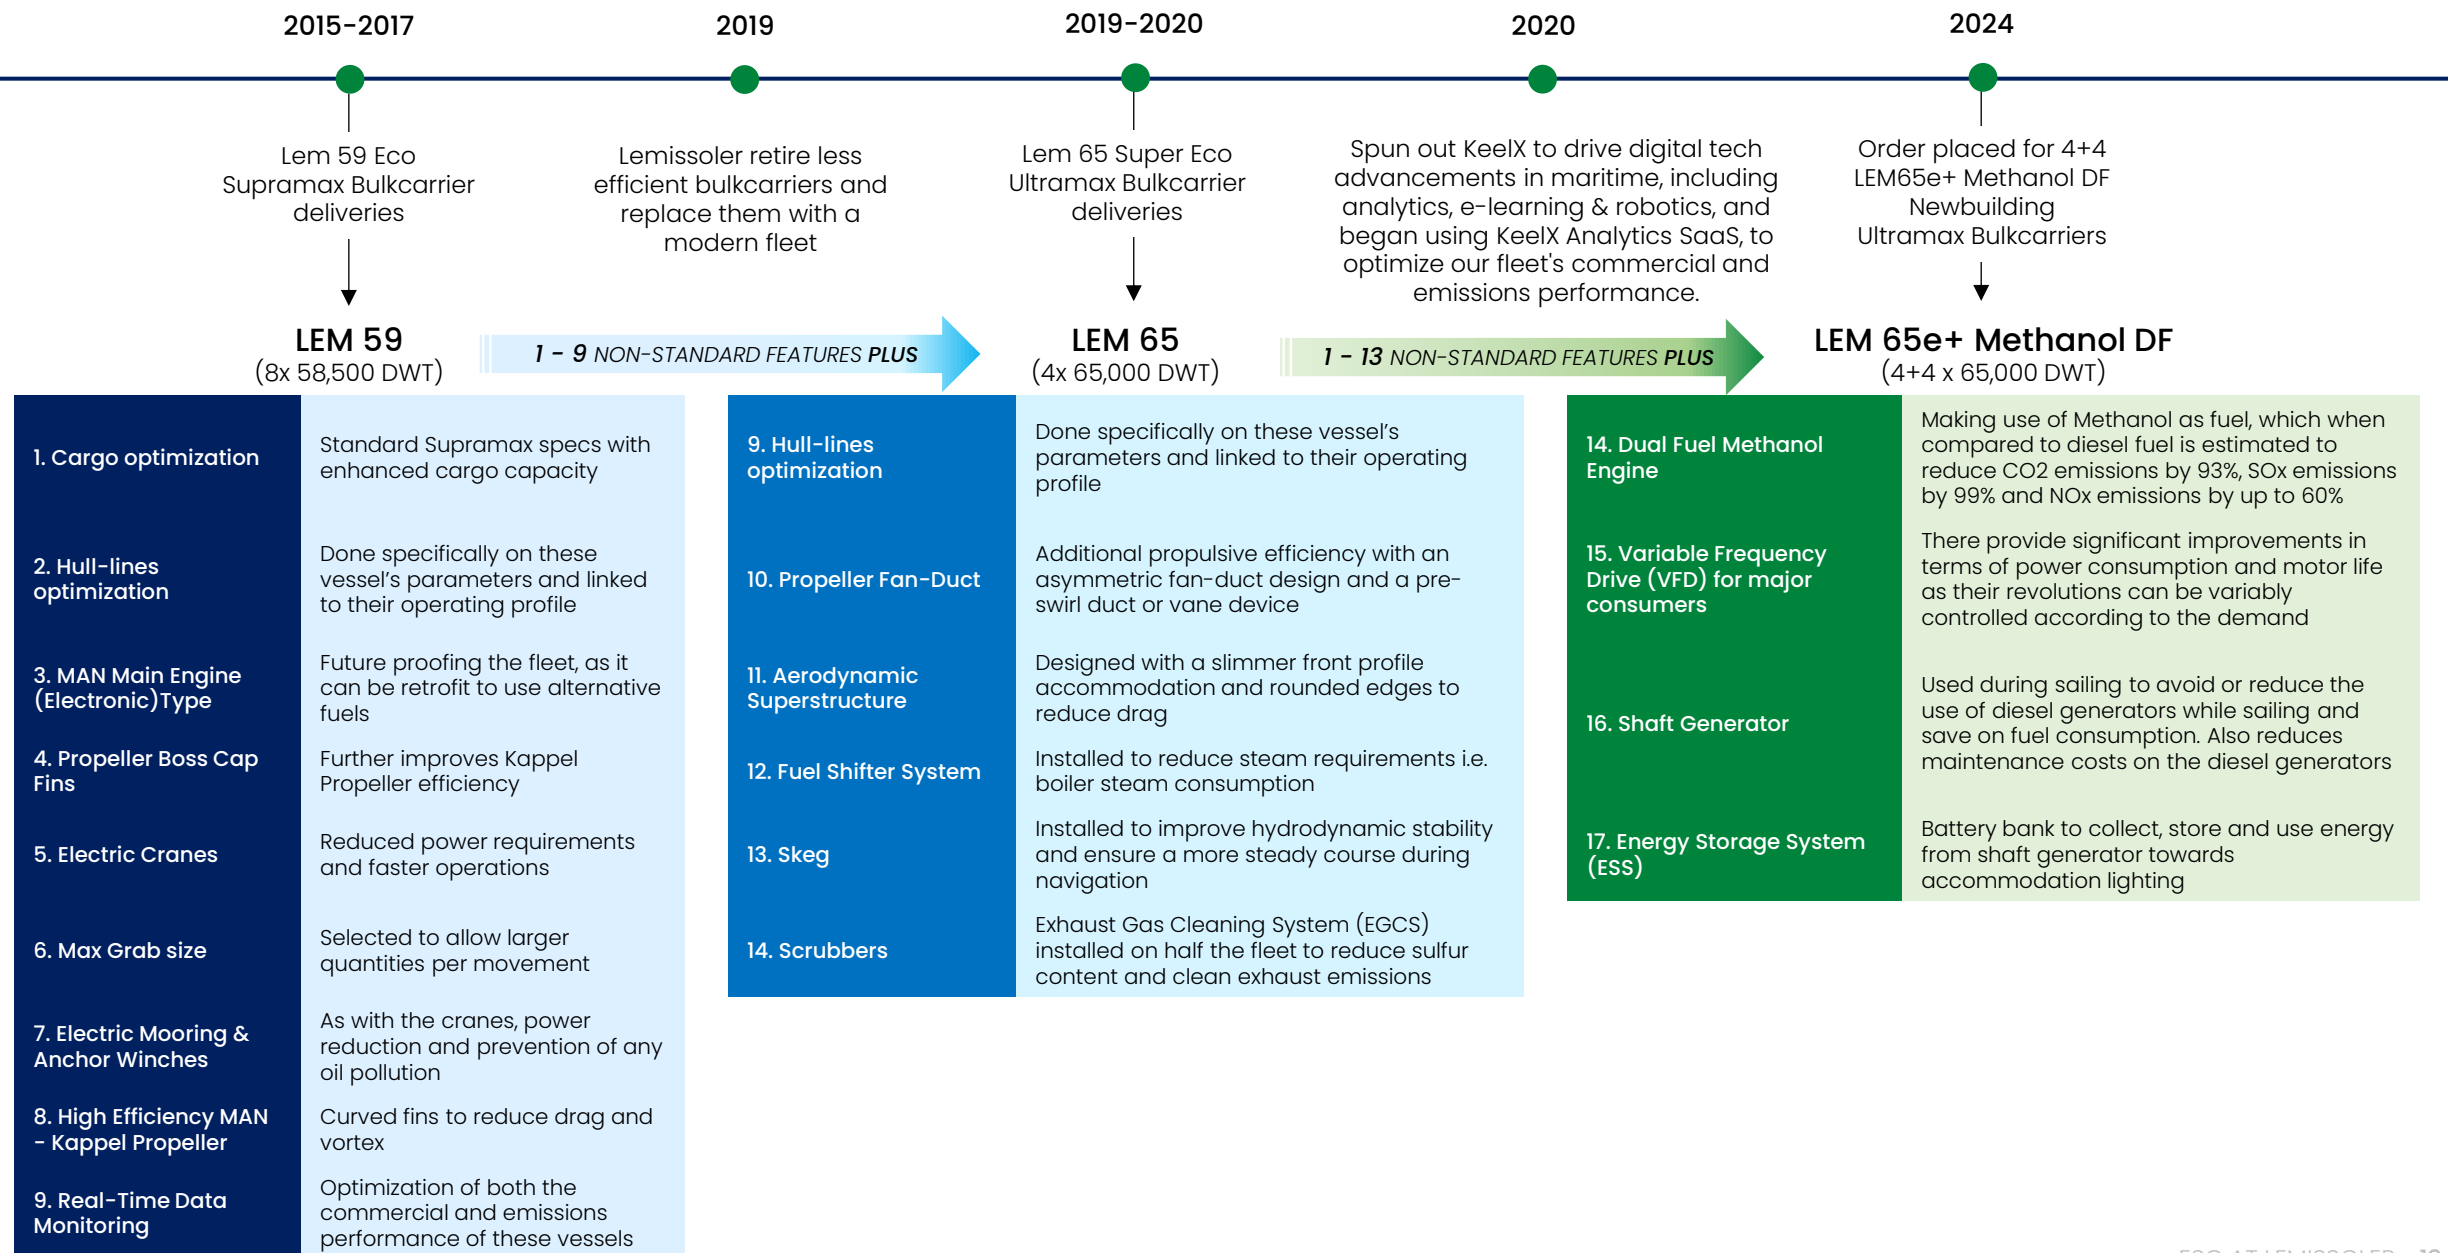 2015-2017
2019
2019-2020
2020
2024
Lem 59 Eco
Supramax Bulkcarrier
deliveries
Lemissoler retire less
efficient bulkcarriers and
replace them with a
modern fleet
Lem 65 Super Eco
Ultramax Bulkcarrier
deliveries
Spun out KeelX to drive digital tech
advancements in maritime, including
analytics, e-learning & robotics, and
began using KeelX Analytics SaaS, to
optimize our fleet's commercial and
emissions performance.
Order placed for 4+4
LEM65e+ Methanol DF
Newbuilding
Ultramax Bulkcarriers
LEM 59
(8x 58,500 DWT)
1 - 9 NON-STANDARD FEATURES PLUS
LEM 65
(4x 65,000 DWT)
1 - 13 NON-STANDARD FEATURES PLUS
LEM 65e+ Methanol DF
(4+4 x 65,000 DWT)
1. Cargo optimization
Standard Supramax specs with
enhanced cargo capacity
2. Hull-lines
optimization
Done specifically on these
vessel's parameters and linked
to their operating profile
3. MAN Main Engine
(Electronic)Type
Future proofing the fleet, as it
can be retrofit to use alternative
fuels
4. Propeller Boss Cap
Fins
Further improves Kappel
Propeller efficiency
5. Electric Cranes
Reduced power requirements
and faster operations
6. Max Grab size
Selected to allow larger
quantities per movement
7. Electric Mooring &
Anchor Winches
As with the cranes, power
reduction and prevention of any
oil pollution
8. High Efficiency MAN
- Kappel Propeller
Curved fins to reduce drag and
vortex
9. Real-Time Data
Monitoring
Optimization of both the
commercial and emissions
performance of these vessels
9. Hull-lines
optimization
Done specifically on these vessel's
parameters and linked to their operating
profile
10. Propeller Fan-Duct
Additional propulsive efficiency with an
asymmetric fan-duct design and a pre-
swirl duct or vane device
11. Aerodynamic
Superstructure
Designed with a slimmer front profile
accommodation and rounded edges to
reduce drag
12. Fuel Shifter System
Installed to reduce steam requirements i.e.
boiler steam consumption
13. Skeg
Installed to improve hydrodynamic stability
and ensure a more steady course during
navigation
14. Scrubbers
Exhaust Gas Cleaning System (EGCS)
installed on half the fleet to reduce sulfur
content and clean exhaust emissions
14. Dual Fuel Methanol
Engine
Making use of Methanol as fuel, which when
compared to diesel fuel is estimated to
reduce CO2 emissions by 93%, SOx emissions
by 99% and NOx emissions by up to 60%
15. Variable Frequency
Drive (VFD) for major
consumers
There provide significant improvements in
terms of power consumption and motor life
as their revolutions can be variably
controlled according to the demand
16. Shaft Generator
Used during sailing to avoid or reduce the
use of diesel generators while sailing and
save on fuel consumption. Also reduces
maintenance costs on the diesel generators
17. Energy Storage System
(ESS)
Battery bank to collect, store and use energy
from shaft generator towards
accommodation lighting
ESG AT LEMISSOLER